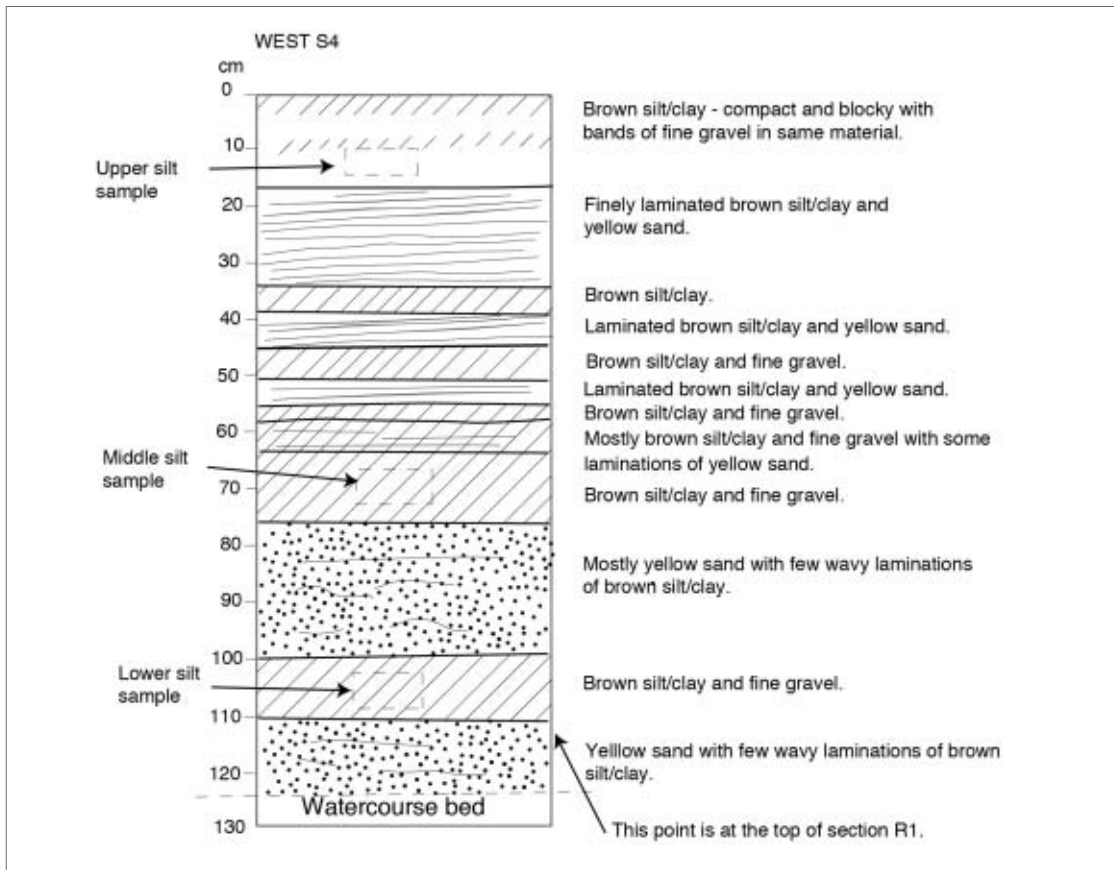 WEST S4
cm
0
Brown silt/clay - compact and blocky with
bands of fine gravel in same material.
10
Upper silt
sample
20
Finely laminated brown silt/clay and
yellow sand.
30
Brown silt/clay.
40
Laminated brown silt/clay and yellow sand.
Brown silt/clay and fine gravel.
50
Laminated brown silt/clay and yellow sand.
Brown silt/clay and fine gravel.
60
Mostly brown silt/clay and fine gravel with some
laminations of yellow sand.
Middle silt
sample
70
Brown silt/clay and fine gravel.
80
Mostly yellow sand with few wavy laminations
of brown silt/clay.
90
100
Lower silt
sample
Brown silt/clay and fine gravel.
110
Yelllow sand with few wavy laminations of brown
silt/clay.
120
Watercourse bed
130
This point is at the top of section R1.